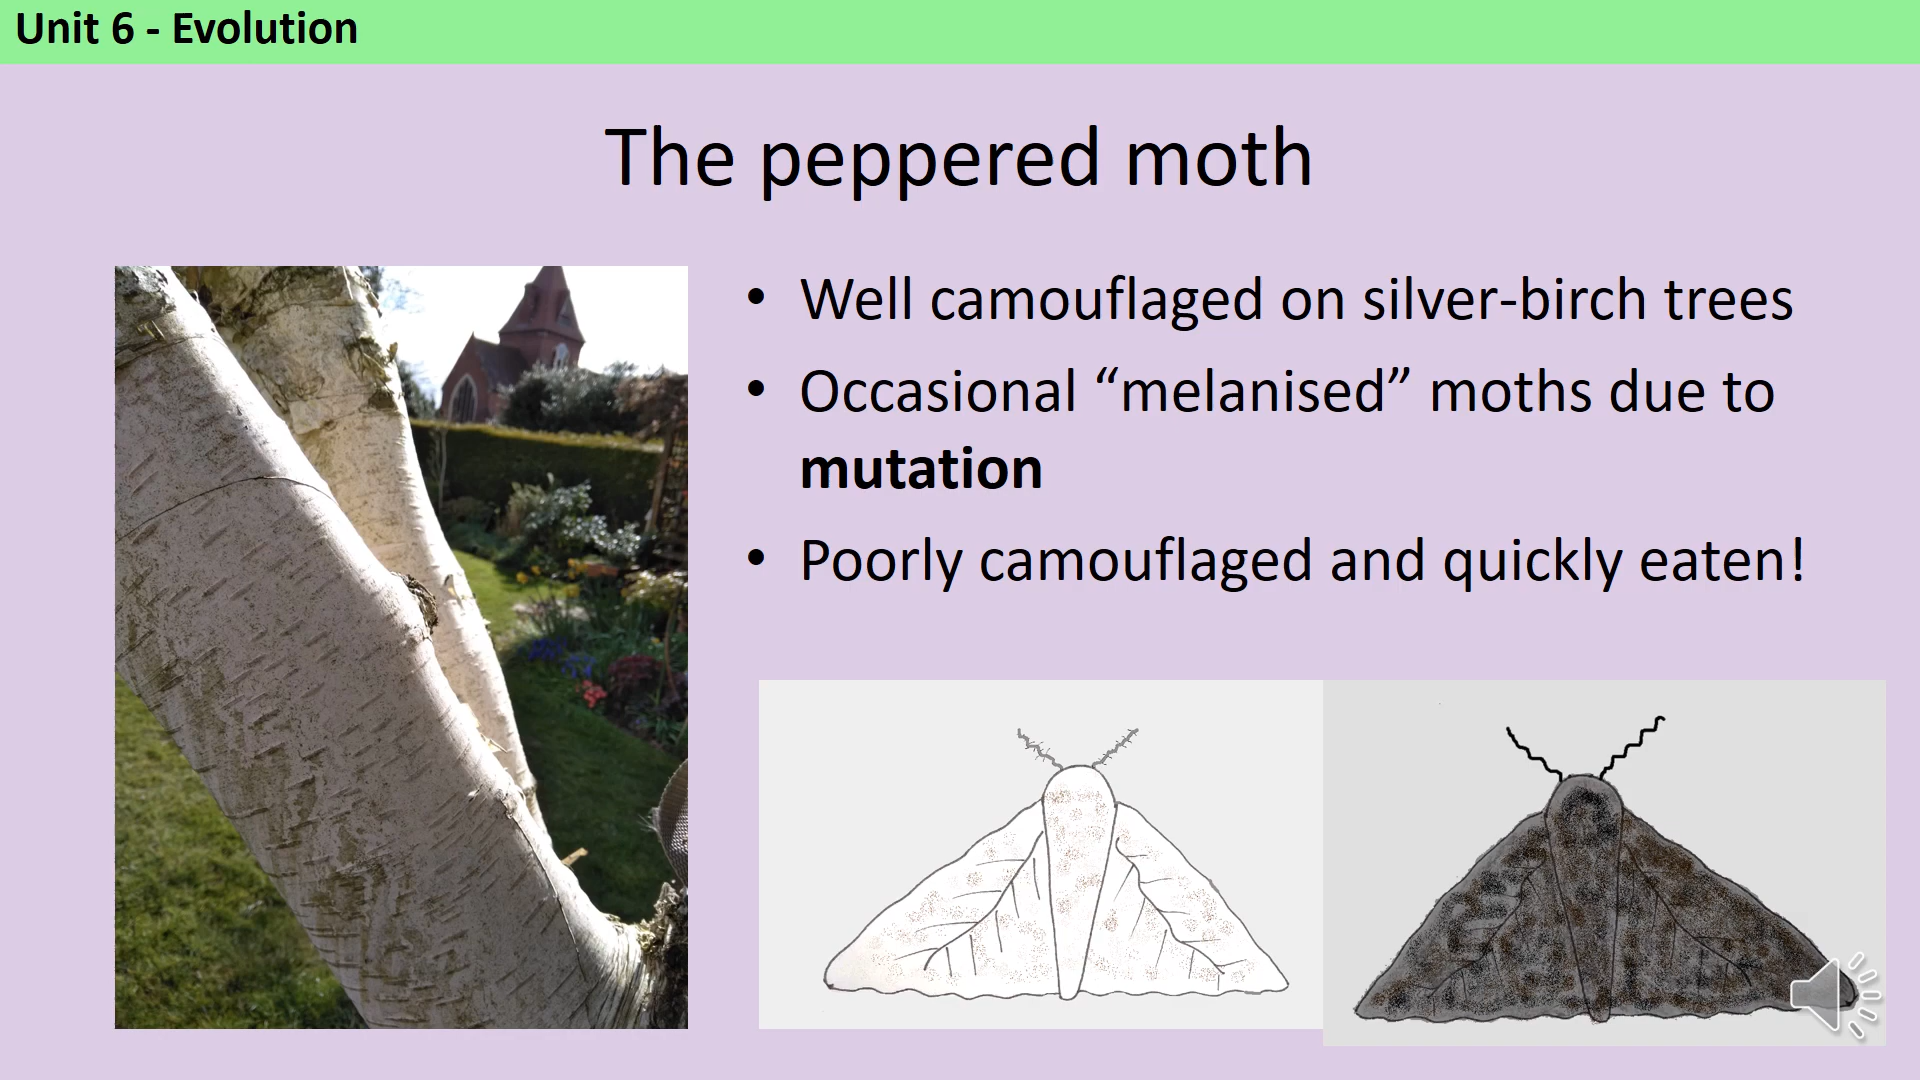 Unit 6 - Evolution
The peppered moth
• Well camouflaged on silver-birch trees
• Occasional “melanised” moths due to
mutation
• Poorly camouflaged and quickly eaten!